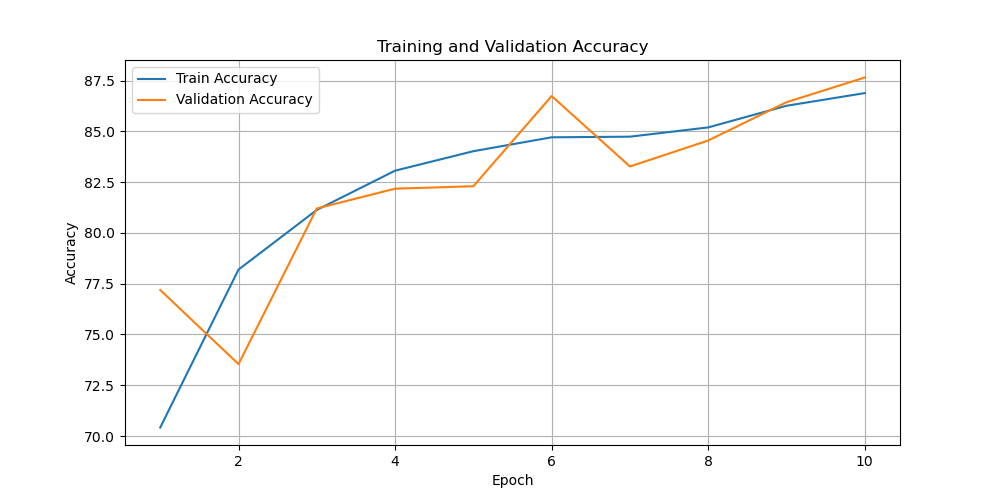 Training and Validation Accuracy
Train Accuracy
Validation Accuracy
87.5
85.0
82.5
80.0
77.5
75.0
72.5
70.0
Accuracy
2 4 6 8 10
Epoch